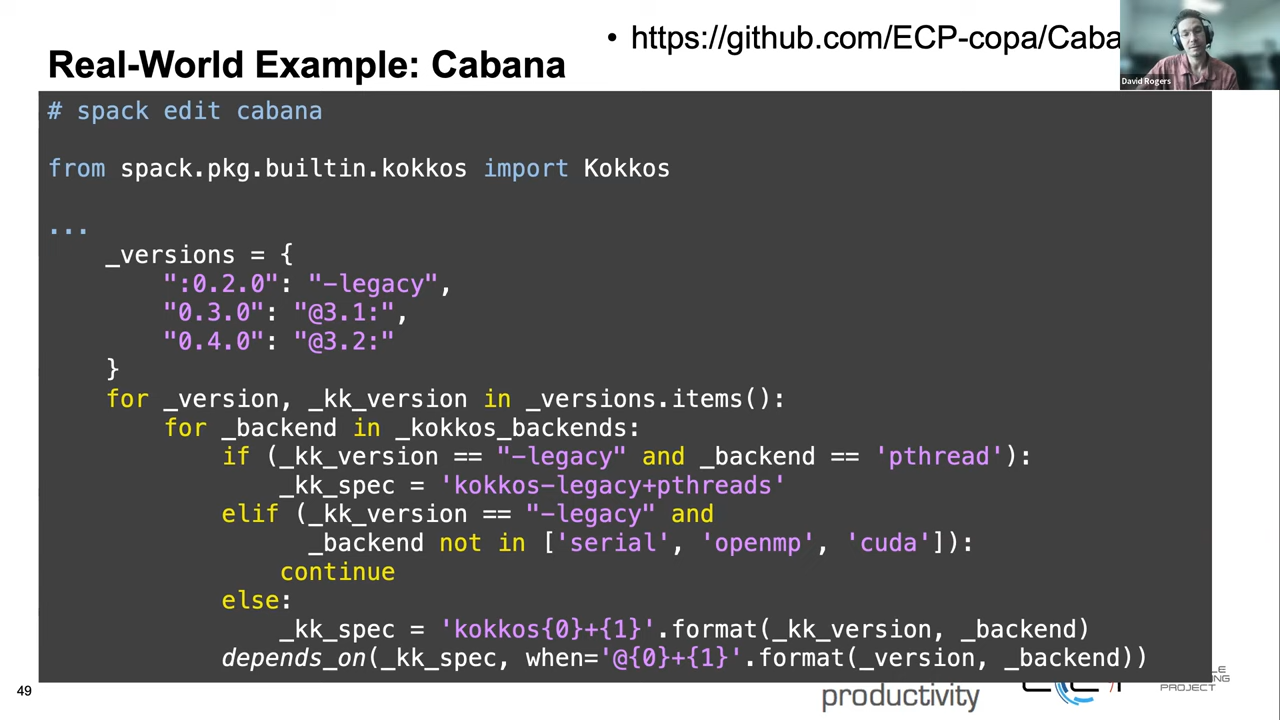 • https://github.com/ECP-copa/Caba
Real-World Example: Cabana
David Rogers
# spack edit cabana
from spack.pkg.builtin.kokkos import Kokkos
...
_versions = {
":0.2.0": "-legacy",
"0.3.0": "@3.1:",
"0.4.0": "@3.2:"
}
for _version, _kk_version in _versions.items():
for _backend in _kokkos_backends:
if (_kk_version == "-legacy" and _backend == 'pthread'):
_kk_spec = 'kokkos-legacy+pthreads'
elif (_kk_version == "-legacy" and
_backend not in ['serial', 'openmp', 'cuda']):
continue
else:
_kk_spec = 'kokkos{0}+{1}'.format(_kk_version, _backend)
depends_on(_kk_spec, when='@{0}+{1}'.format(_version, _backend))
49
productivity
PROJECT